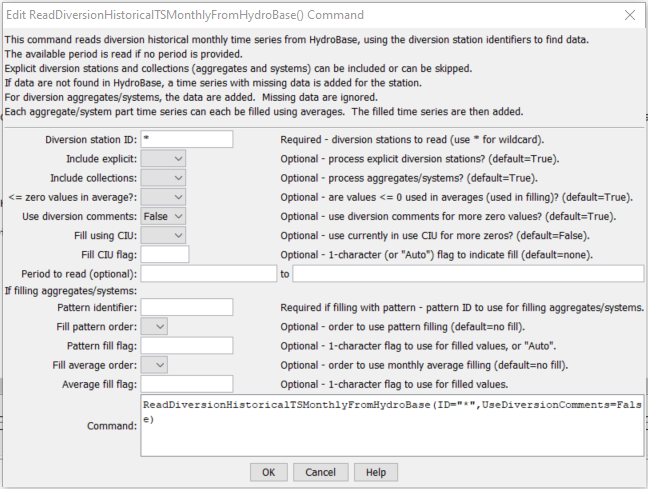 Edit ReadDiversionHistoricalTSMonthlyFromHydroBase() Command
This command reads diversion historical monthly time series from HydroBase, using the diversion station identifiers to find data.
The available period is read if no period is provided.
Explicit diversion stations and collections (aggregates and systems) can be included or can be skipped.
If data are not found in HydroBase, a time series with missing data is added for the station.
For diversion aggregates/systems, the data are added.  Missing data are ignored.
Each aggregate/system part time series can each be filled using averages.  The filled time series are then added.
Diversion station ID: * Required - diversion stations to read (use * for wildcard).
Include explicit: Optional - process explicit diversion stations? (default=True).
Include collections: Optional - process aggregates/systems? (default=True).
<= zero values in average?: Optional - are values <= 0 used in averages (used in filling)? (default=True).
Use diversion comments: False Optional - use diversion comments for more zero values? (default=True).
Fill using CIU: Optional - use currently in use CIU for more zeros? (default=False).
Fill CIU flag: Optional - 1-character (or "Auto") flag to indicate fill (default=none).
Period to read (optional): to
If filling aggregates/systems:
Pattern identifier: Required if filling with pattern - pattern ID to use for filling aggregates/systems.
Fill pattern order: Optional - order to use pattern filling (default=no fill).
Pattern fill flag: Optional - 1-character flag to use for filled values, or "Auto".
Fill average order: Optional - order to use monthly average filling (default=no fill).
Average fill flag: Optional - 1-character flag to use for filled values.
ReadDiversionHistoricalTSMonthlyFromHydroBase(ID="*",UseDiversionComments=Fals
e)
Command:
OK Cancel Help